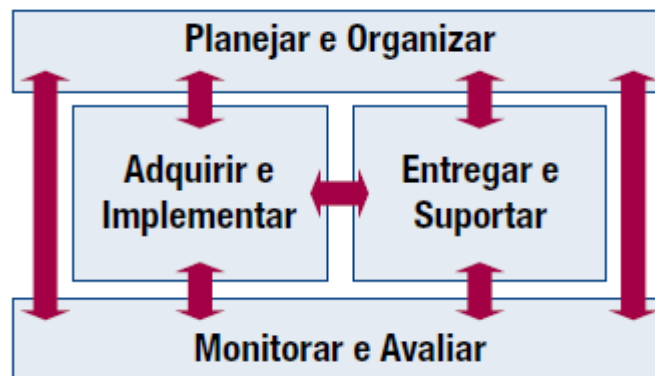 Planejar e Organizar
Adquirir e
Implementar
Entregar e
Suportar
Monitorar e Avaliar